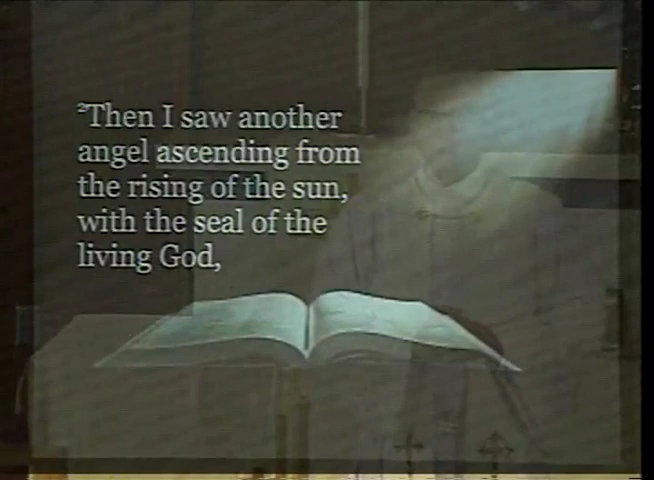 ²Then I saw another
angel ascending from
the rising of the sun,
with the seal of the
living God,